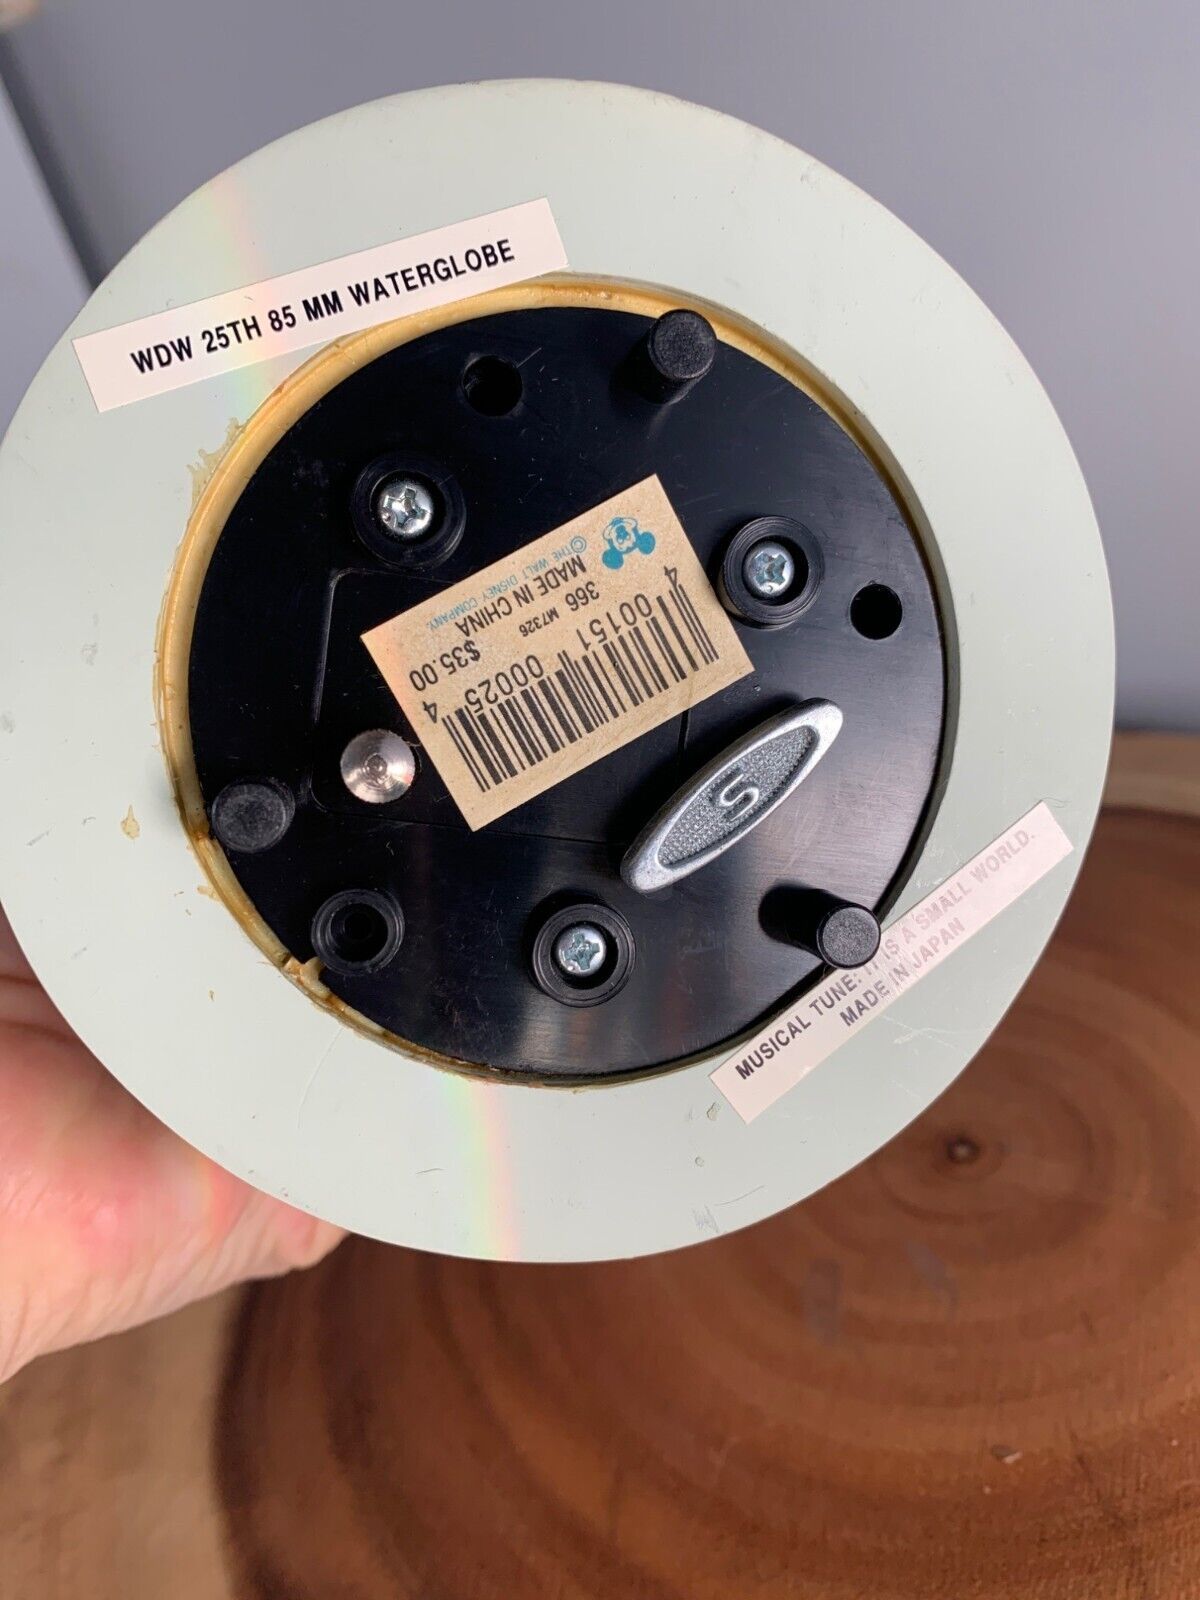 WDW 25TH 85 MM WATERGLOBE
© THE WALT DISNEY COMPANY.
MADE IN CHINA
366 M7326 $35.00
4 00151 00025 4
S
MUSICAL TUNE: IT IS A SMALL WORLD.
MADE IN JAPAN